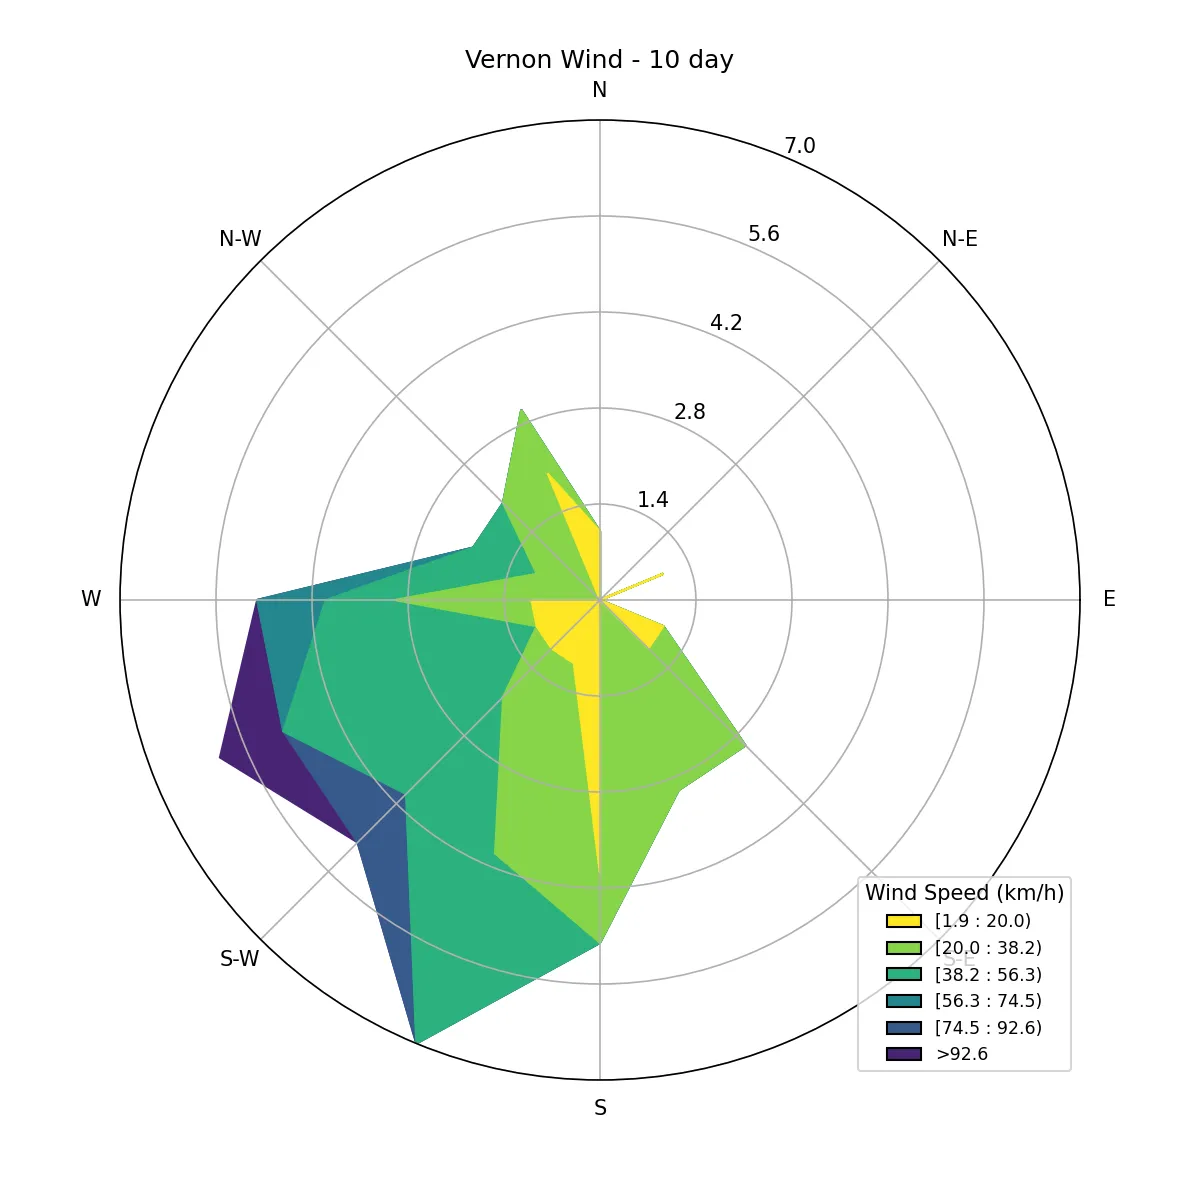 Vernon Wind - 10 day
N
7.0
N-W
5.6
N-E
4.2
2.8
1.4
W
E
S-W
S-E
S
Wind Speed (km/h)
[1.9 : 20.0)
[20.0 : 38.2)
[38.2 : 56.3)
[56.3 : 74.5)
[74.5 : 92.6)
>92.6